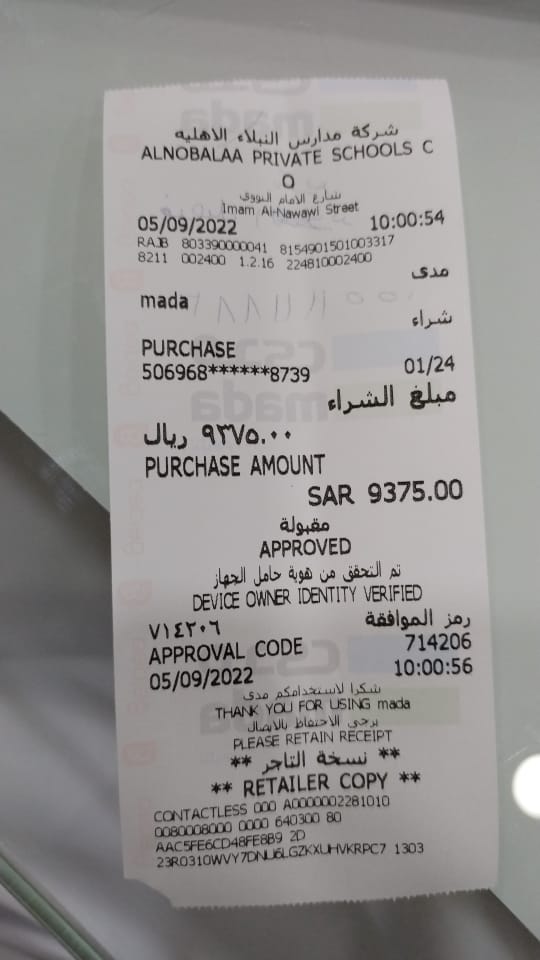 شركة مدارس النبلاء الاهليه
ALNOBALAA PRIVATE SCHOOLS C
O
شارع الامام النووي
Imam Al-Nawawi Street
05/09/2022 10:00:54
RAJB 803390000041 8154901501003317
8211 002400 1.2.16 224810002400
مدى
mada
شراء
PURCHASE
506968******8739 01/24
مبلغ الشراء
٩٣٧٥.٠٠ ريال
PURCHASE AMOUNT
SAR 9375.00
مقبولة
APPROVED
تم التحقق من هوية حامل الجهاز
DEVICE OWNER IDENTITY VERIFIED
رمز الموافقة ٧١٤٢٠٦
APPROVAL CODE 714206
05/09/2022 10:00:56
شكرا لاستخدامكم مدى
THANK YOU FOR USING mada
يرجى الاحتفاظ بالايصال
PLEASE RETAIN RECEIPT
** نسخة التاجر **
** RETAILER COPY **
CONTACTLESS 000 A0000002281010
0080008000 0000 640300 80
AAC5FE6CD48FE8B9 2D
23R0310WVY7DNU6LGZKXUHVKRPC7 1303